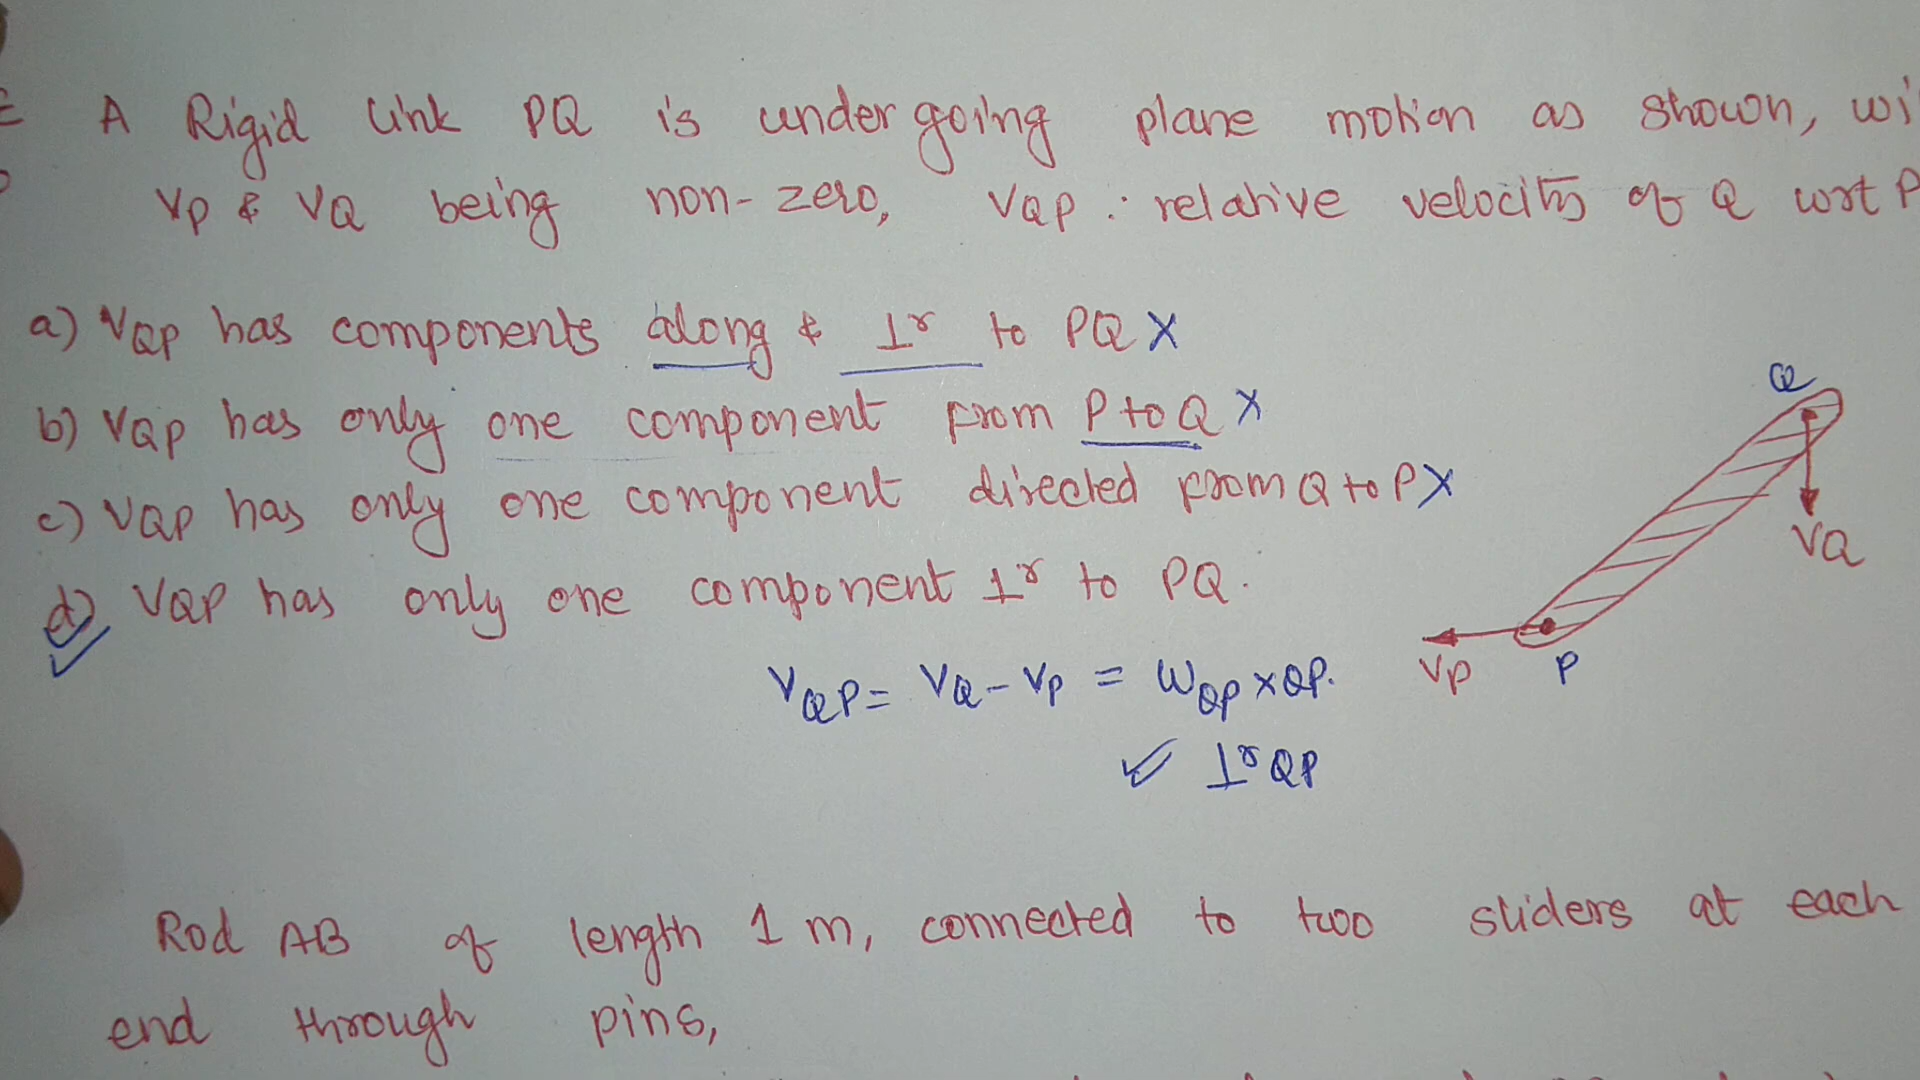 A Rigid Link PQ is undergoing plane motion as shown,
VP & VQ being non-zero, VQP : relative velocity of Q wrt P
a) VQP has components along & ⊥r to PQ X
b) VQP has only one component from P to Q X
c) VQP has only one component directed from Q to P X
d) VQP has only one component ⊥r to PQ.
Q
VQ
VP
P
VQP = VQ - VP = WQP × QP.
✓ ⊥r QP
Rod AB of length 1 m, connected to two sliders at each
end through pins,